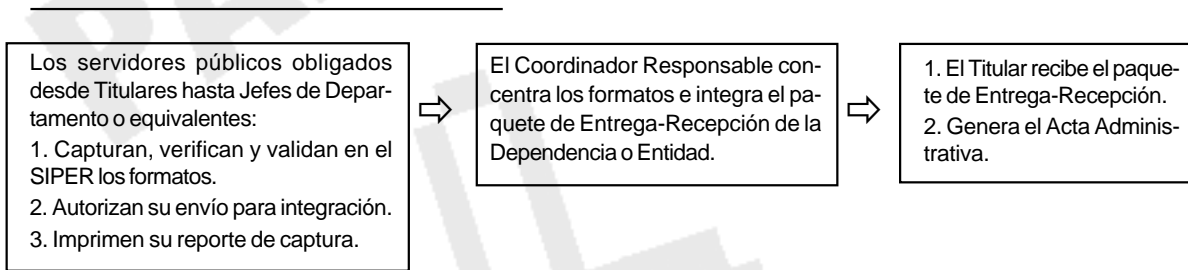 Los servidores públicos obligados
desde Titulares hasta Jefes de Depar-
tamento o equivalentes:
1. Capturan, verifican y validan en el
SIPER los formatos.
2. Autorizan su envío para integración.
3. Imprimen su reporte de captura.
El Coordinador Responsable con-
centra los formatos e integra el pa-
quete de Entrega-Recepción de la
Dependencia o Entidad.
1. El Titular recibe el paque-
te de Entrega-Recepción.
2. Genera el Acta Adminis-
trativa.